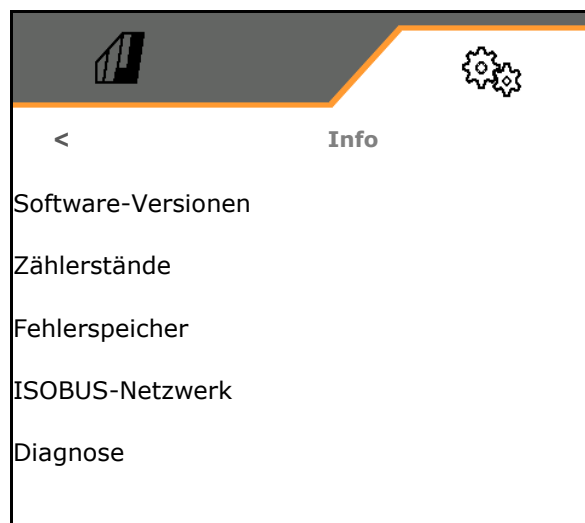 < Info
Software-Versionen
Zählerstände
Fehlerspeicher
ISOBUS-Netzwerk
Diagnose